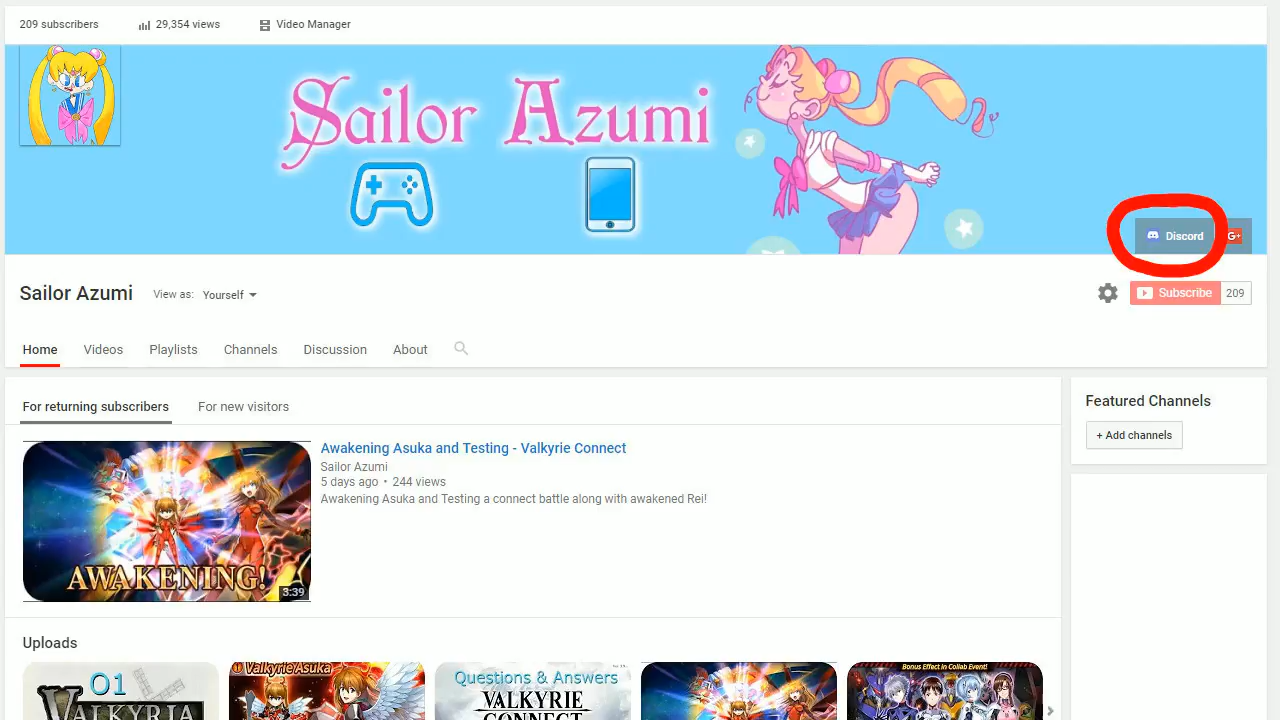 209 subscribers 29,354 views Video Manager
Sailor Azumi
Discord G+
Sailor Azumi View as: Yourself Subscribe 209
Home Videos Playlists Channels Discussion About
For returning subscribers For new visitors
Featured Channels
+ Add channels
Awakening Asuka and Testing - Valkyrie Connect
Sailor Azumi
5 days ago • 244 views
Awakening Asuka and Testing a connect battle along with awakened Rei!
AWAKENING!
3:39
Uploads
01
VALKYRIA
Valkyrie Asuka
Questions & Answers
VALKYRIE
CONNECT
Bonus Effect in Collab Event!